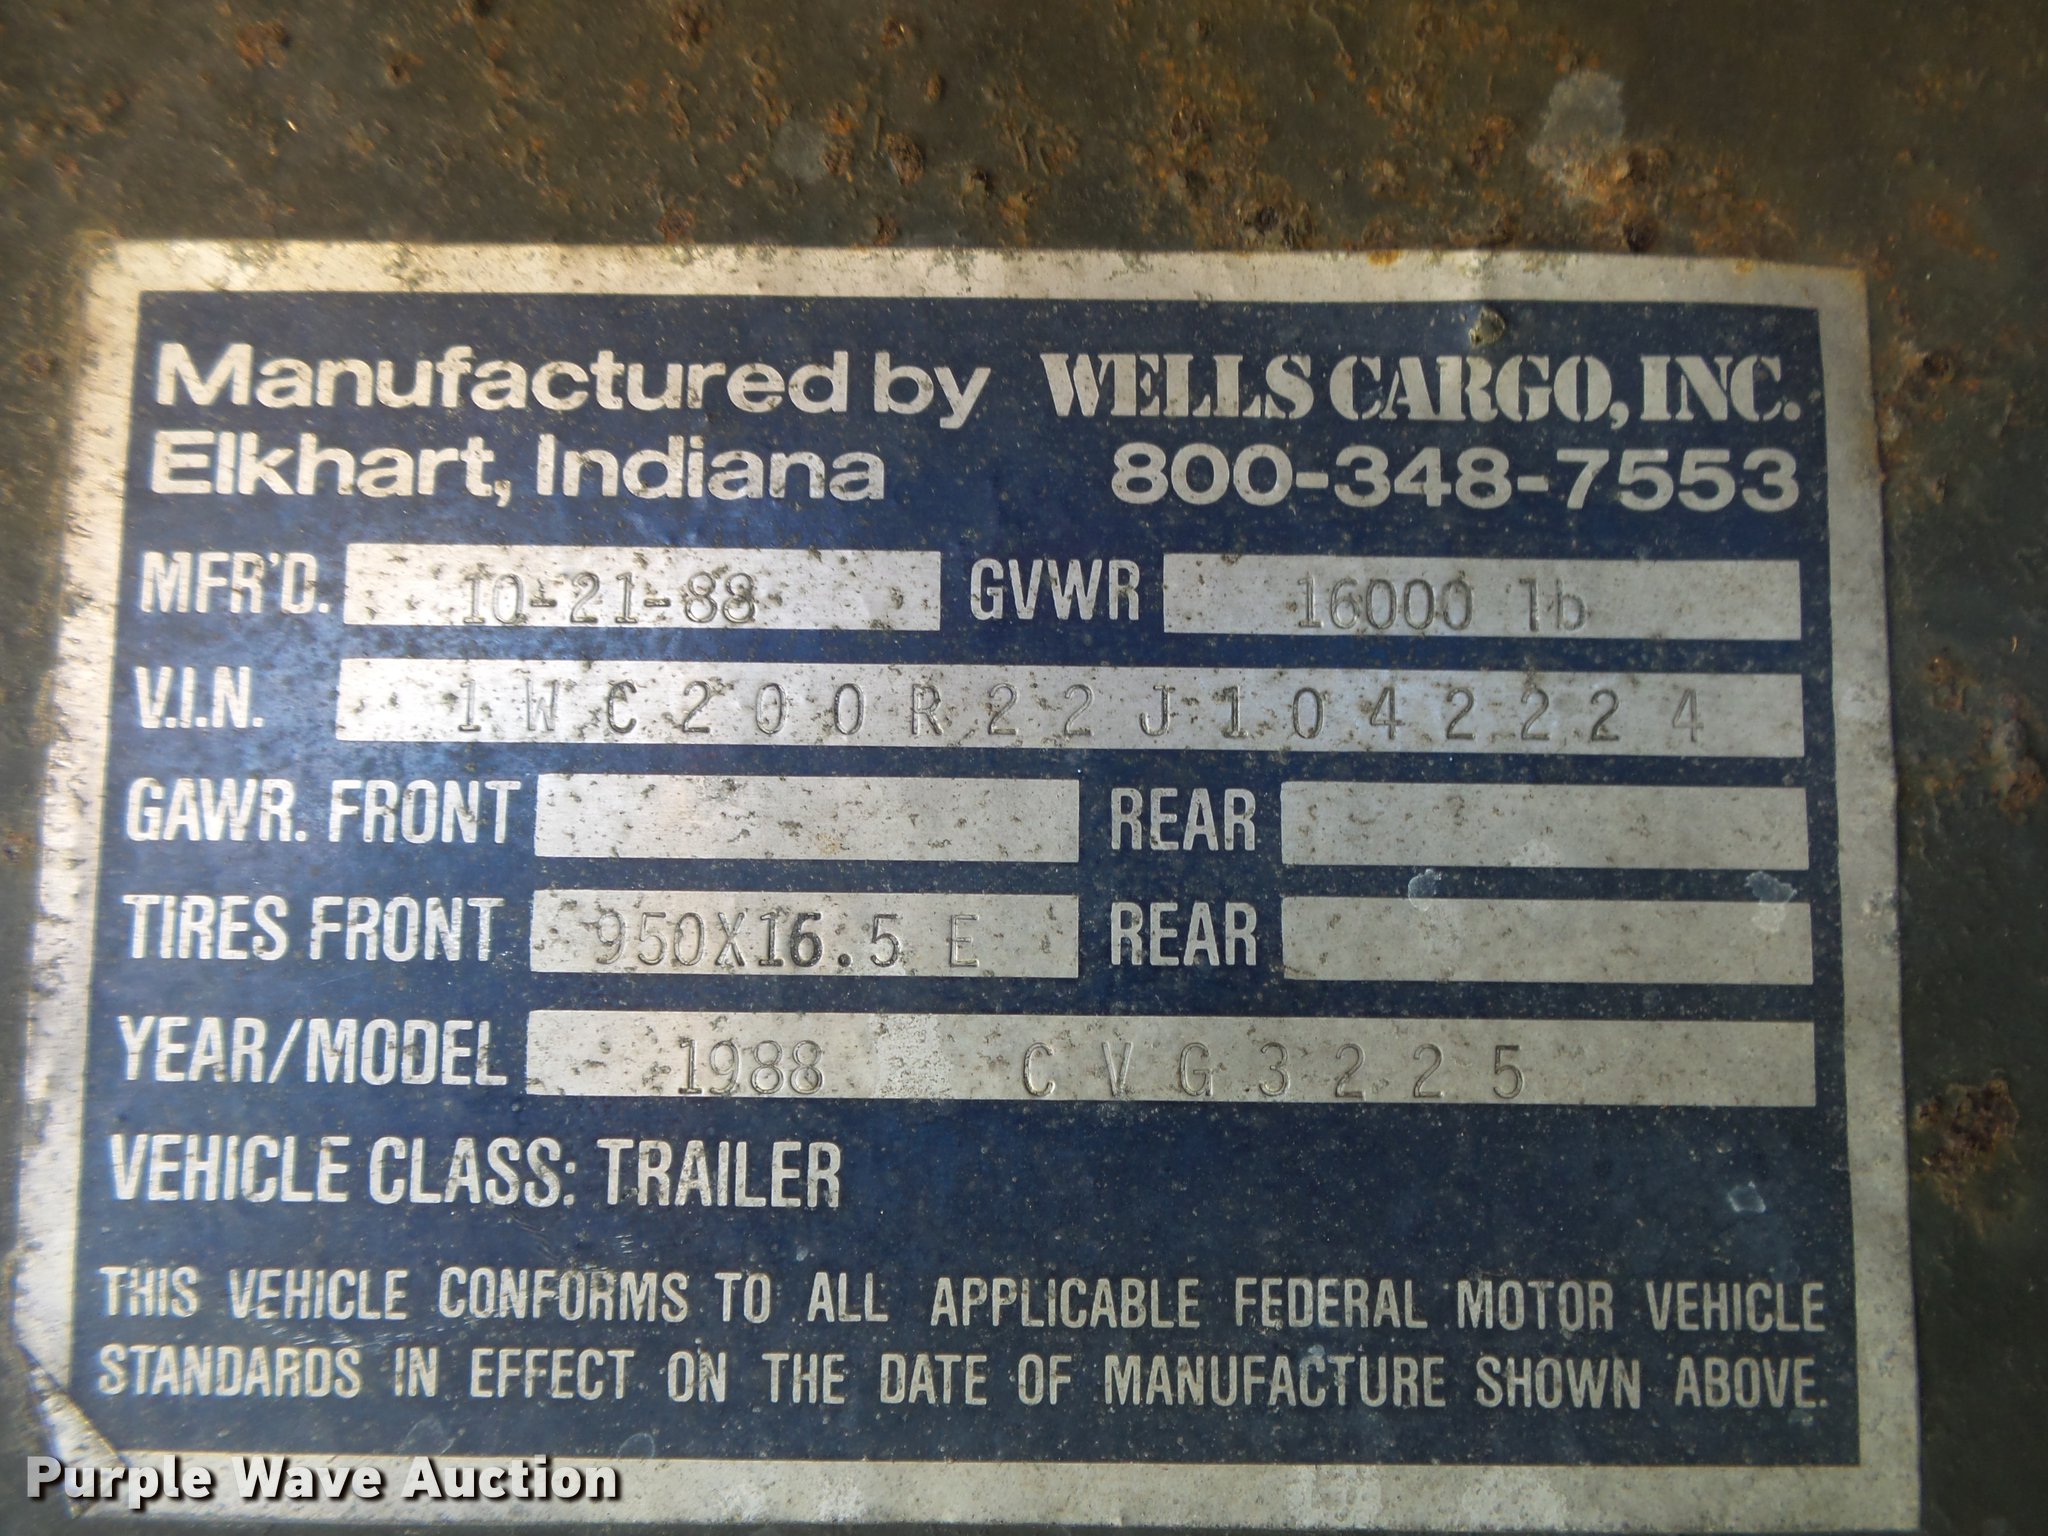 Manufactured by WELLS CARGO, INC.
Elkhart, Indiana 800-348-7553
MFR'D. 10-21-88 GVWR 16000 lb
V.I.N. 1WC200R22J1042224
GAWR. FRONT REAR
TIRES FRONT 950X16.5 E REAR
YEAR/MODEL 1988 CVG3225
VEHICLE CLASS: TRAILER
THIS VEHICLE CONFORMS TO ALL APPLICABLE FEDERAL MOTOR VEHICLE
STANDARDS IN EFFECT ON THE DATE OF MANUFACTURE SHOWN ABOVE.
Purple Wave Auction